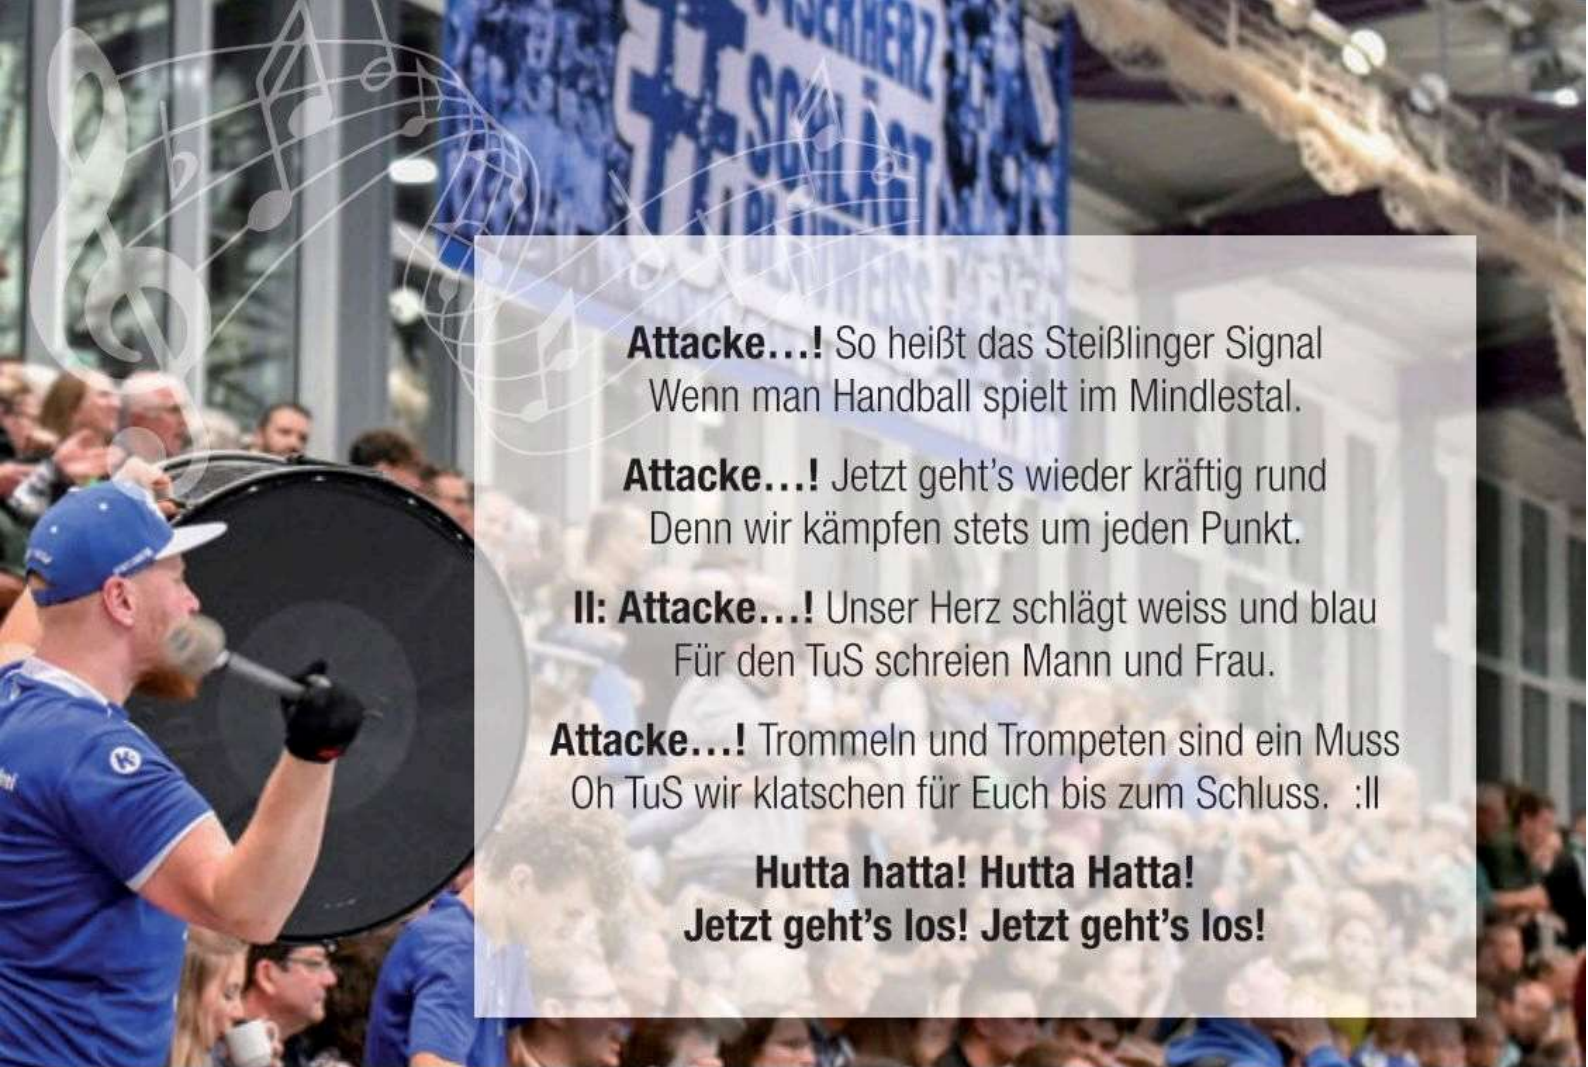 SCHLÄGT
Attacke…! So heißt das Steißlinger Signal
Wenn man Handball spielt im Mindlestal.
Attacke…! Jetzt geht's wieder kräftig rund
Denn wir kämpfen stets um jeden Punkt.
II: Attacke…! Unser Herz schlägt weiss und blau
Für den TuS schreien Mann und Frau.
Attacke…! Trommeln und Trompeten sind ein Muss
Oh TuS wir klatschen für Euch bis zum Schluss. :II
Hutta hatta! Hutta Hatta!
Jetzt geht's los! Jetzt geht's los!